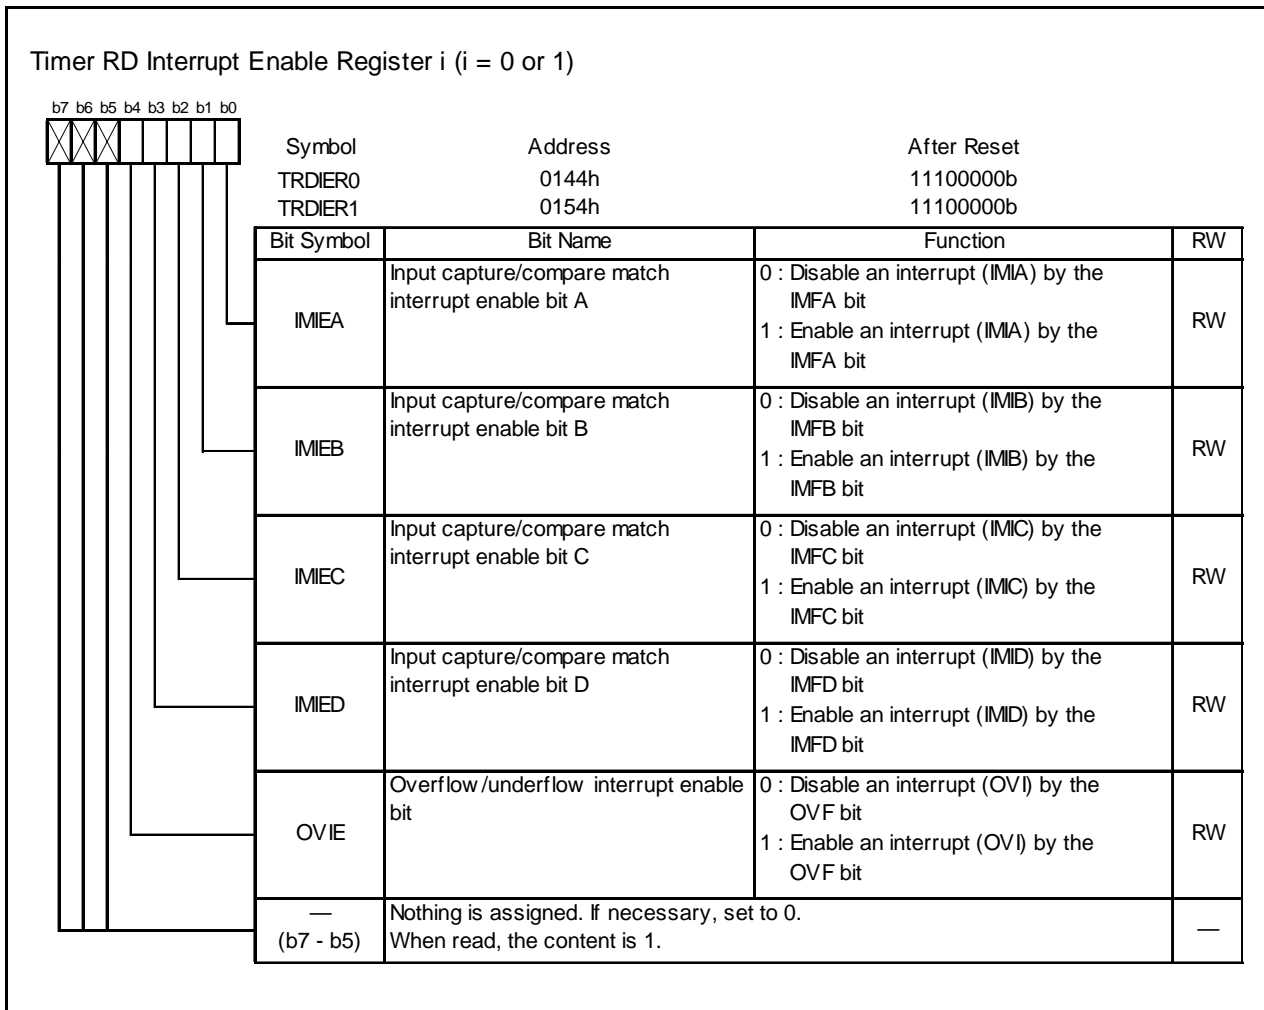 Timer RD Interrupt Enable Register i (i = 0 or 1)
b7 b6 b5 b4 b3 b2 b1 b0
Symbol Address After Reset
TRDIER0 0144h 11100000b
TRDIER1 0154h 11100000b
Bit Symbol Bit Name Function RW
IMIEA
Input capture/compare match
interrupt enable bit A
0 : Disable an interrupt (IMIA) by the
IMFA bit
1 : Enable an interrupt (IMIA) by the
IMFA bit
RW
IMIEB
Input capture/compare match
interrupt enable bit B
0 : Disable an interrupt (IMIB) by the
IMFB bit
1 : Enable an interrupt (IMIB) by the
IMFB bit
RW
IMIEC
Input capture/compare match
interrupt enable bit C
0 : Disable an interrupt (IMIC) by the
IMFC bit
1 : Enable an interrupt (IMIC) by the
IMFC bit
RW
IMIED
Input capture/compare match
interrupt enable bit D
0 : Disable an interrupt (IMID) by the
IMFD bit
1 : Enable an interrupt (IMID) by the
IMFD bit
RW
OVIE
Overflow/underflow interrupt enable
bit
0 : Disable an interrupt (OVI) by the
OVF bit
1 : Enable an interrupt (OVI) by the
OVF bit
RW
—
(b7 - b5)
Nothing is assigned. If necessary, set to 0.
When read, the content is 1.
—